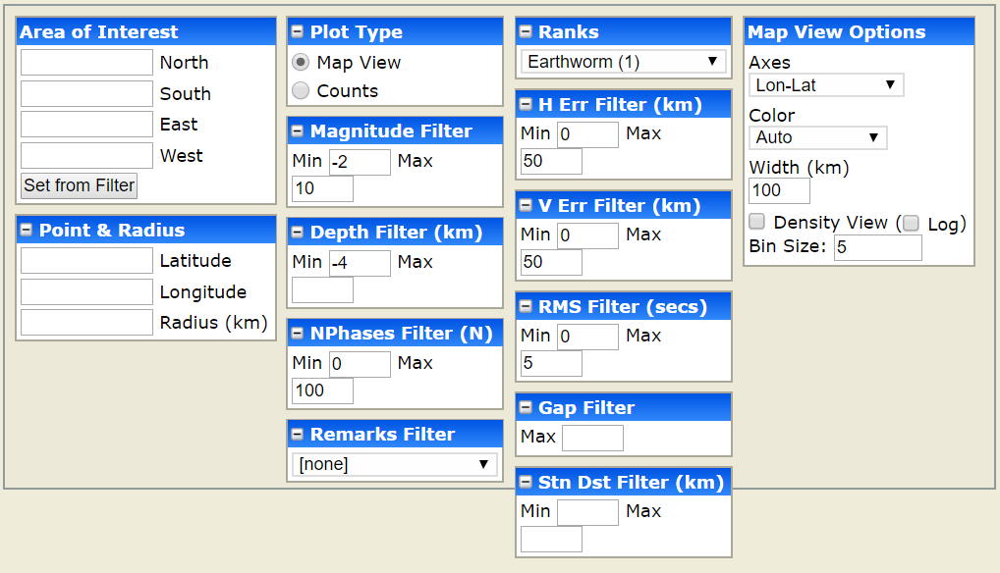 Area of Interest
North
South
East
West
Set from Filter
Point & Radius
Latitude
Longitude
Radius (km)
Plot Type
Map View
Counts
Magnitude Filter
Min -2 Max
10
Depth Filter (km)
Min -4 Max
NPhases Filter (N)
Min 0 Max
100
Remarks Filter
[none]
Ranks
Earthworm (1)
H Err Filter (km)
Min 0 Max
50
V Err Filter (km)
Min 0 Max
50
RMS Filter (secs)
Min 0 Max
5
Gap Filter
Max
Stn Dst Filter (km)
Min Max
Map View Options
Axes
Lon-Lat
Color
Auto
Width (km)
100
Density View ( Log)
Bin Size: 5